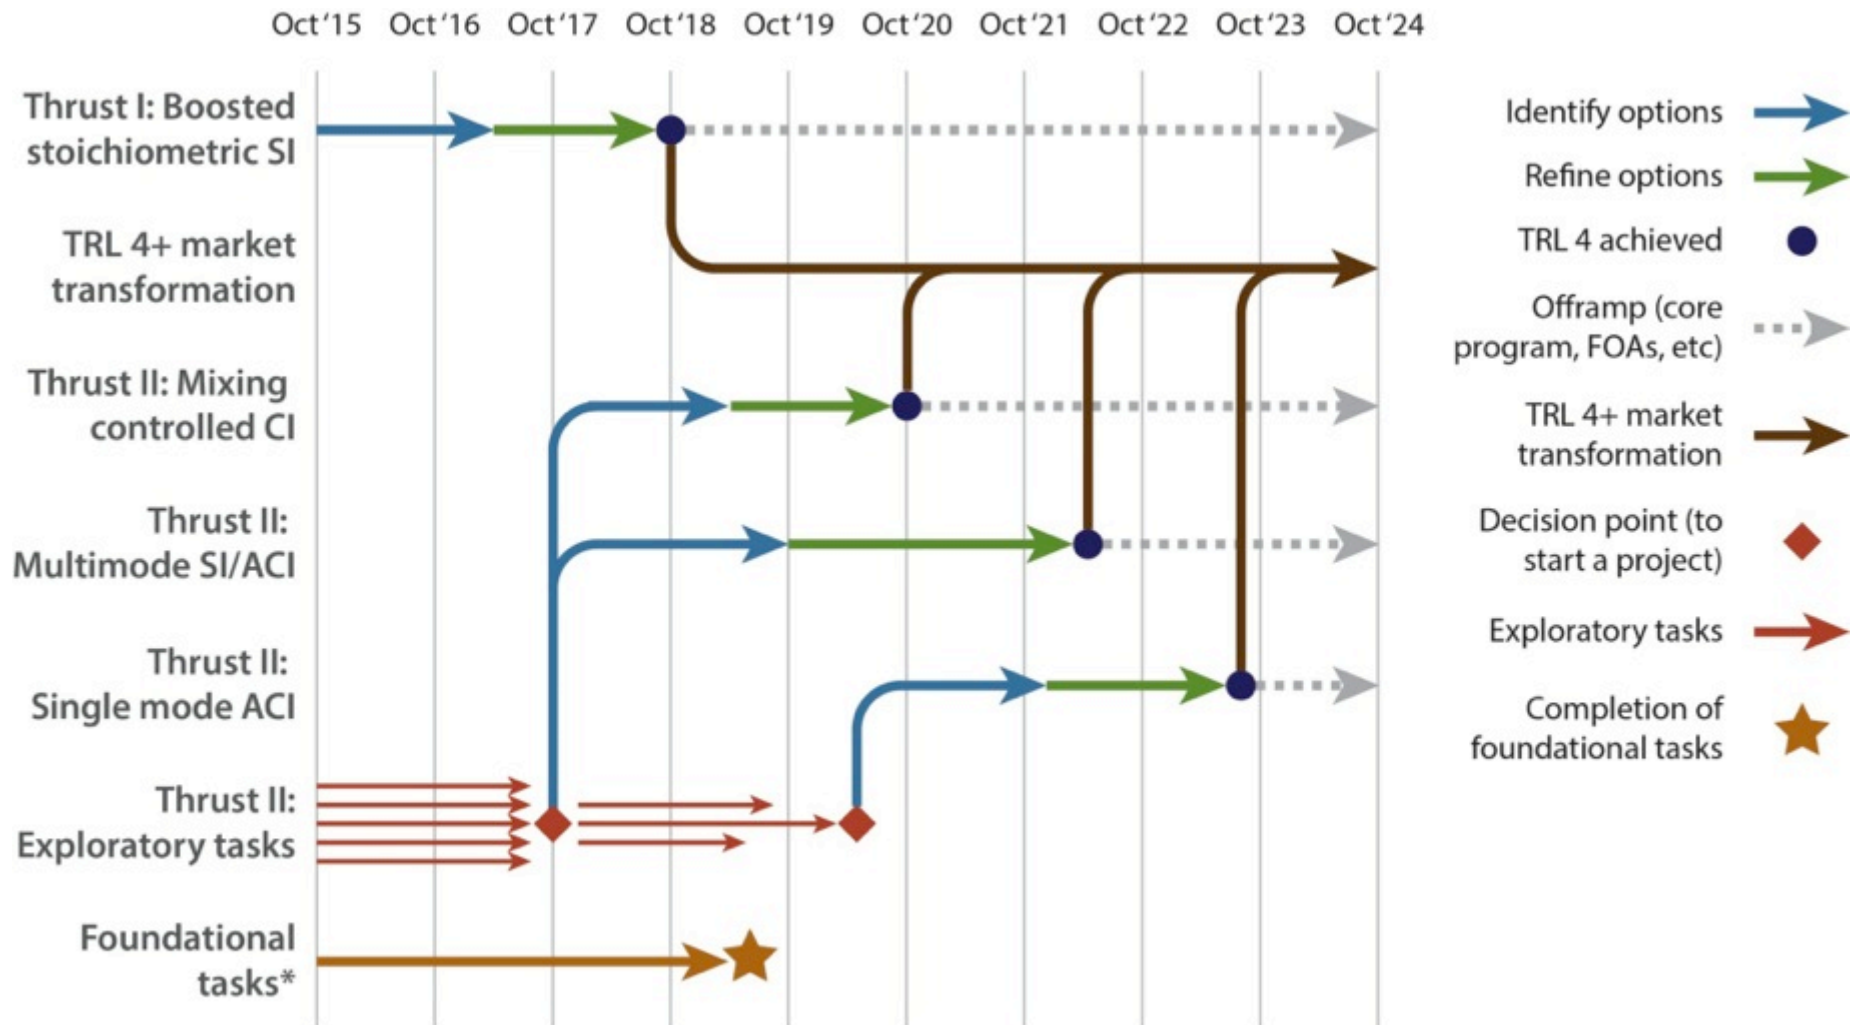 Oct ‘15 Oct ‘16 Oct ‘17 Oct ‘18 Oct ‘19 Oct ‘20 Oct ‘21 Oct ‘22 Oct ‘23 Oct ‘24
Thrust I: Boosted
stoichiometric SI
TRL 4+ market
transformation
Thrust II: Mixing
controlled CI
Thrust II:
Multimode SI/ACI
Thrust II:
Single mode ACI
Thrust II:
Exploratory tasks
Foundational
tasks*
Identify options
Refine options
TRL 4 achieved
Offramp (core
program, FOAs, etc)
TRL 4+ market
transformation
Decision point (to
start a project)
Exploratory tasks
Completion of
foundational tasks